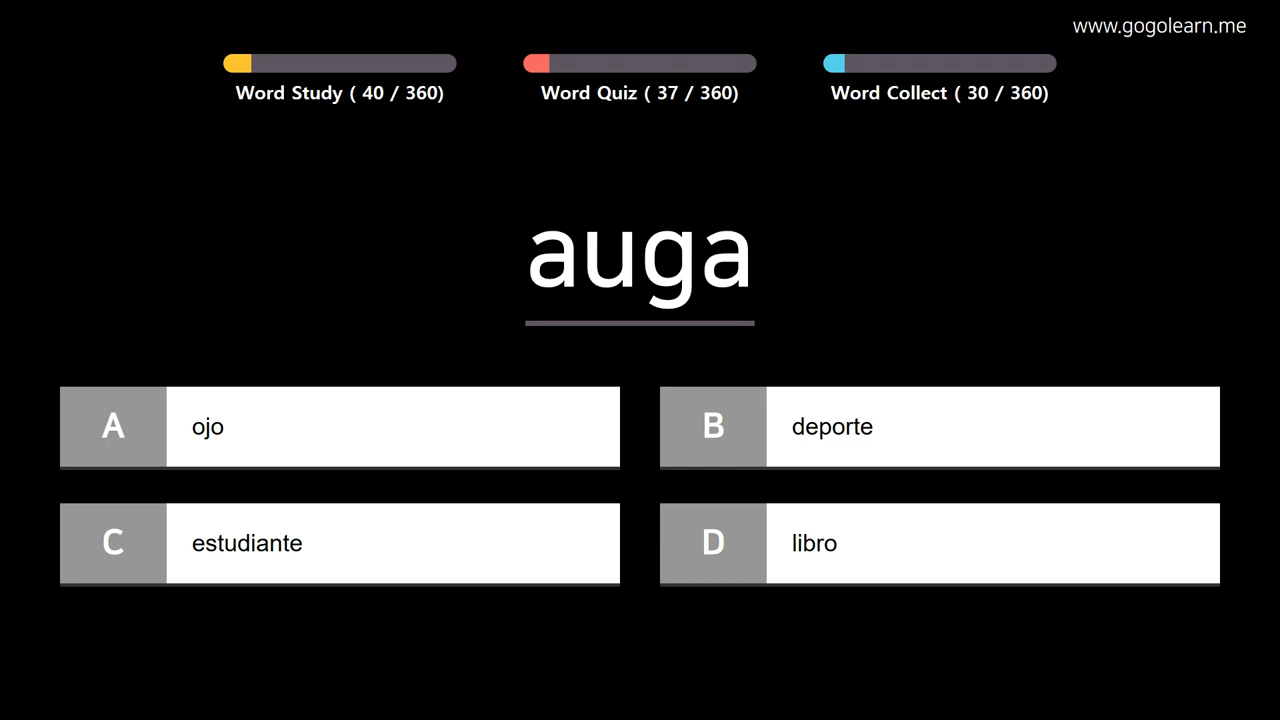 www.gogolearn.me
Word Study ( 40 / 360)
Word Quiz ( 37 / 360)
Word Collect ( 30 / 360)
auga
A ojo
B deporte
C estudiante
D libro